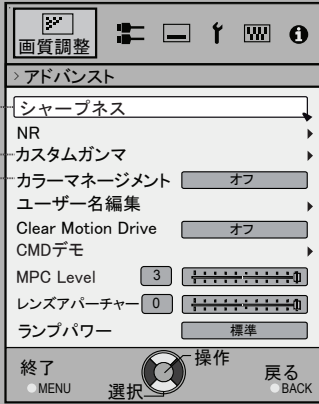 画質調整
>アドバンスト
シャープネス
NR
カスタムガンマ
カラーマネージメント オフ
ユーザー名編集
Clear Motion Drive オフ
CMDデモ
MPC Level 3
レンズアパーチャー 0
ランプパワー 標準
終了
MENU
選択
操作
戻る
BACK